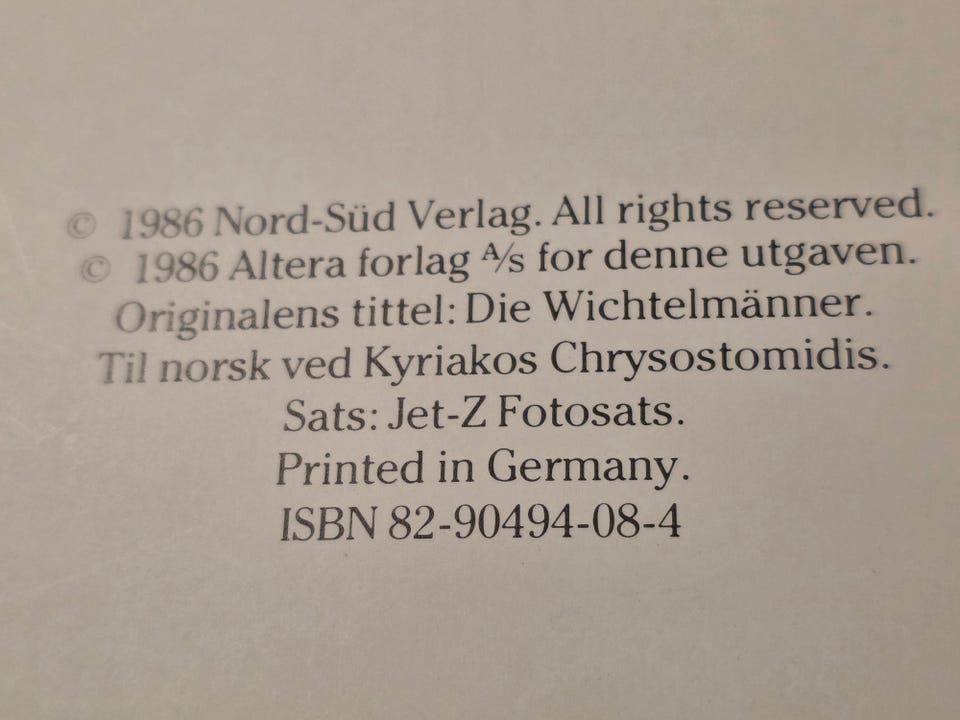 © 1986 Nord-Süd Verlag. All rights reserved.
© 1986 Altera forlag A/s for denne utgaven.
Originalens tittel: Die Wichtelmänner.
Til norsk ved Kyriakos Chrysostomidis.
Sats: Jet-Z Fotosats.
Printed in Germany.
ISBN 82-90494-08-4